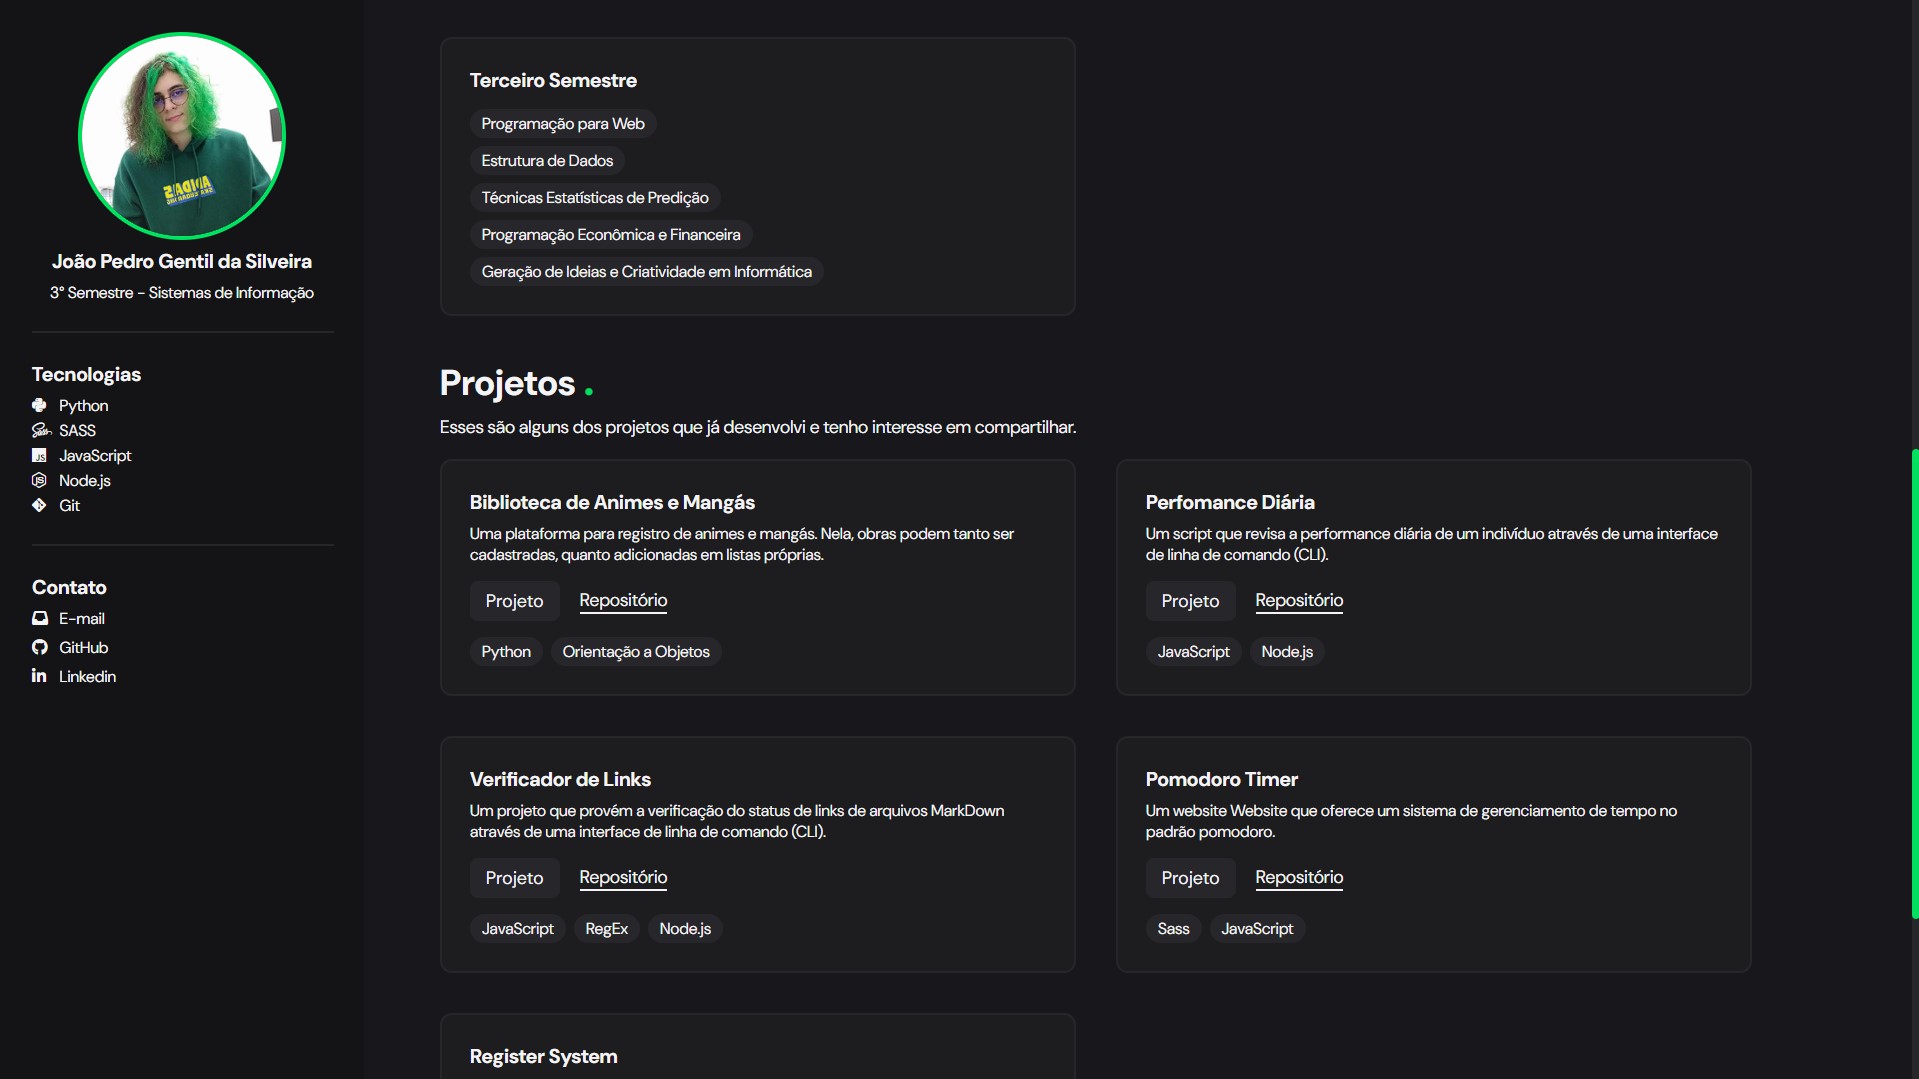 João Pedro Gentil da Silveira
3° Semestre - Sistemas de Informação
Tecnologias
Python
SASS
JavaScript
Node.js
Git
Contato
E-mail
GitHub
Linkedin
Terceiro Semestre
Programação para Web
Estrutura de Dados
Técnicas Estatísticas de Predição
Programação Econômica e Financeira
Geração de Ideias e Criatividade em Informática
Projetos .
Esses são alguns dos projetos que já desenvolvi e tenho interesse em compartilhar.
Biblioteca de Animes e Mangás
Uma plataforma para registro de animes e mangás. Nela, obras podem tanto ser
cadastradas, quanto adicionadas em listas próprias.
Projeto Repositório
Python Orientação a Objetos
Perfomance Diária
Um script que revisa a performance diária de um indivíduo através de uma interface
de linha de comando (CLI).
Projeto Repositório
JavaScript Node.js
Verificador de Links
Um projeto que provém a verificação do status de links de arquivos MarkDown
através de uma interface de linha de comando (CLI).
Projeto Repositório
JavaScript RegEx Node.js
Pomodoro Timer
Um website Website que oferece um sistema de gerenciamento de tempo no
padrão pomodoro.
Projeto Repositório
Sass JavaScript
Register System